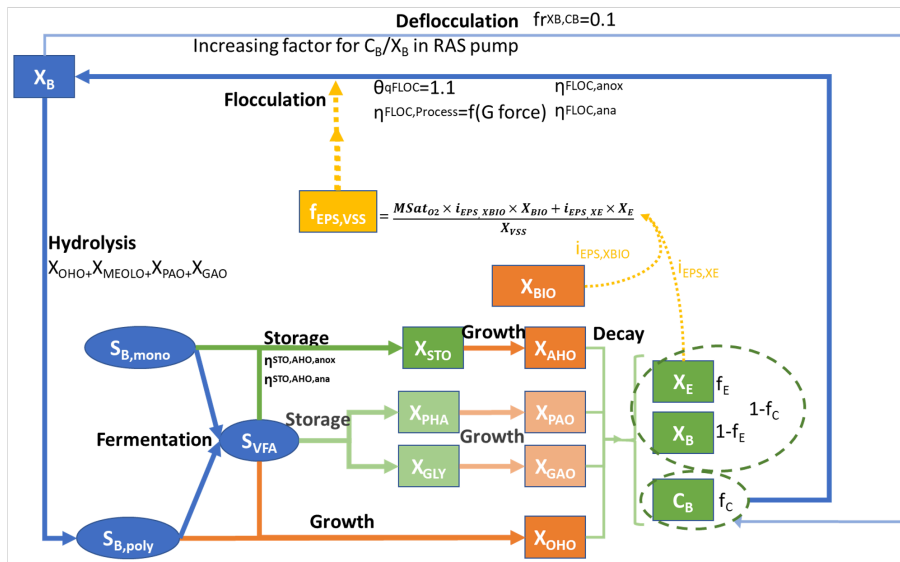 Deflocculation frXB,CB=0.1
Increasing factor for CB/XB in RAS pump
XB
θqFLOC=1.1 ηFLOC,anox
Flocculation
ηFLOC,Process=f(G force) ηFLOC,ana
fEPS,VSS = MSatO2 × iEPS_XBIO × XBIO + iEPS_XE × XE
XVSS
Hydrolysis
XOHO+XMEOLO+XPAO+XGAO
iEPS,XBIO
iEPS,XE
XBIO
Storage Growth Decay
SB,mono XSTO XAHO
ηSTO,AHO,anox
ηSTO,AHO,ana
XE fE
1-fC
Storage XPHA Growth XPAO
XB 1-fE
Fermentation SVFA
XGLY XGAO
CB fC
Growth
SB,poly XOHO